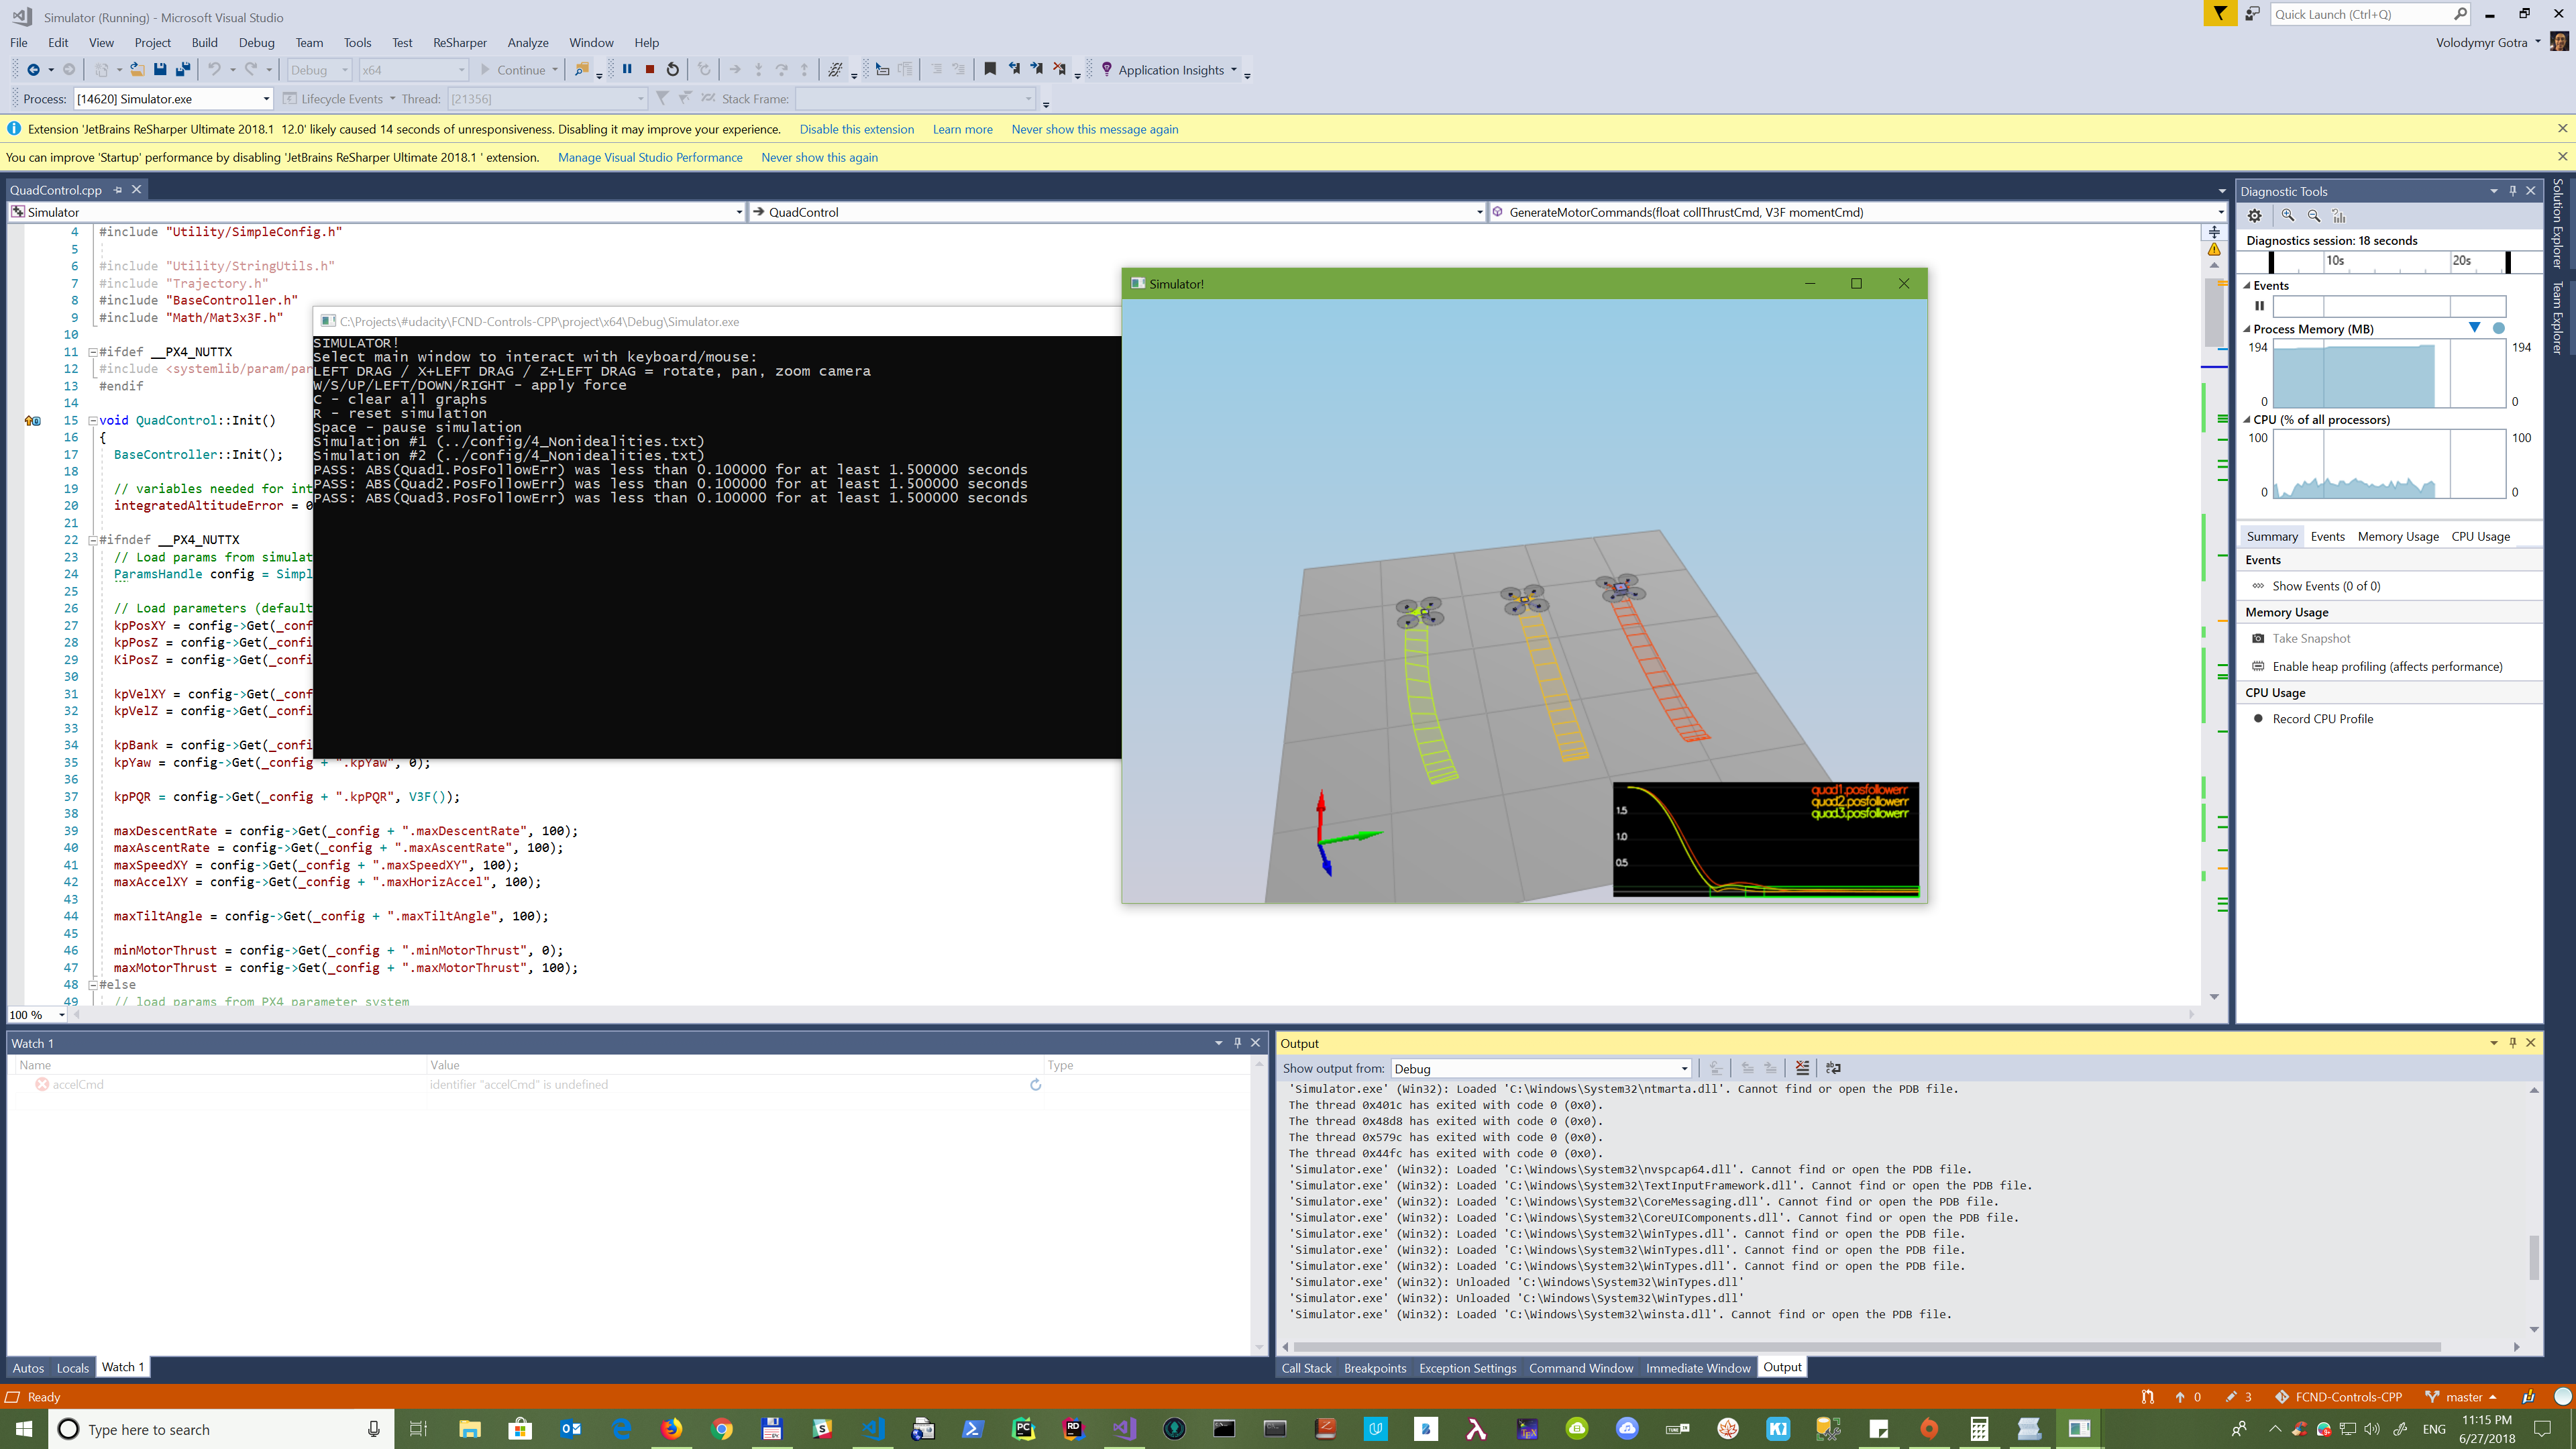 Simulator (Running) - Microsoft Visual Studio
Quick Launch (Ctrl+Q)
File Edit View Project Build Debug Team Tools Test ReSharper Analyze Window Help
Volodymyr Gotra
Debug x64 Continue Application Insights
Process: [14620] Simulator.exe Lifecycle Events Thread: [21356] Stack Frame:
Extension 'JetBrains ReSharper Ultimate 2018.1 12.0' likely caused 14 seconds of unresponsiveness. Disabling it may improve your experience. Disable this extension Learn more Never show this message again
You can improve 'Startup' performance by disabling 'JetBrains ReSharper Ultimate 2018.1 ' extension. Manage Visual Studio Performance Never show this again
QuadControl.cpp
Simulator QuadControl GenerateMotorCommands(float collThrustCmd, V3F momentCmd)
4 #include "Utility/SimpleConfig.h"
5
6 #include "Utility/StringUtils.h"
7 #include "Trajectory.h"
8 #include "BaseController.h"
9 #include "Math/Mat3x3F.h"
10
11 #ifdef __PX4_NUTTX
12 #include <systemlib/param/par
13 #endif
14
15 void QuadControl::Init()
16 {
17 BaseController::Init();
18
19 // variables needed for int
20 integratedAltitudeError = 0
21
22 #ifndef __PX4_NUTTX
23 // Load params from simulat
24 ParamsHandle config = Simpl
25
26 // Load parameters (default
27 kpPosXY = config->Get(_conf
28 kpPosZ = config->Get(_confi
29 KiPosZ = config->Get(_confi
30
31 kpVelXY = config->Get(_conf
32 kpVelZ = config->Get(_confi
33
34 kpBank = config->Get(_confi
35 kpYaw = config->Get(_config + ".kpYaw", 0);
36
37 kpPQR = config->Get(_config + ".kpPQR", V3F());
38
39 maxDescentRate = config->Get(_config + ".maxDescentRate", 100);
40 maxAscentRate = config->Get(_config + ".maxAscentRate", 100);
41 maxSpeedXY = config->Get(_config + ".maxSpeedXY", 100);
42 maxAccelXY = config->Get(_config + ".maxHorizAccel", 100);
43
44 maxTiltAngle = config->Get(_config + ".maxTiltAngle", 100);
45
46 minMotorThrust = config->Get(_config + ".minMotorThrust", 0);
47 maxMotorThrust = config->Get(_config + ".maxMotorThrust", 100);
48 #else
49 // load params from PX4 parameter system
100 %
C:\Projects\#udacity\FCND-Controls-CPP\project\x64\Debug\Simulator.exe
SIMULATOR!
Select main window to interact with keyboard/mouse:
LEFT DRAG / X+LEFT DRAG / Z+LEFT DRAG = rotate, pan, zoom camera
W/S/UP/LEFT/DOWN/RIGHT - apply force
C - clear all graphs
R - reset simulation
Space - pause simulation
Simulation #1 (../config/4_Nonidealities.txt)
Simulation #2 (../config/4_Nonidealities.txt)
PASS: ABS(Quad1.PosFollowErr) was less than 0.100000 for at least 1.500000 seconds
PASS: ABS(Quad2.PosFollowErr) was less than 0.100000 for at least 1.500000 seconds
PASS: ABS(Quad3.PosFollowErr) was less than 0.100000 for at least 1.500000 seconds
Simulator!
quad1.posfollowerr
quad2.posfollowerr
quad3.posfollowerr
1.5
1.0
0.5
Diagnostic Tools
Diagnostics session: 18 seconds
10s 20s
Events
Process Memory (MB)
194 194
0 0
CPU (% of all processors)
100 100
0 0
Summary Events Memory Usage CPU Usage
Events
Show Events (0 of 0)
Memory Usage
Take Snapshot
Enable heap profiling (affects performance)
CPU Usage
Record CPU Profile
Solution Explorer
Team Explorer
Watch 1
Name Value Type
accelCmd identifier "accelCmd" is undefined
Autos Locals Watch 1
Output
Show output from: Debug
'Simulator.exe' (Win32): Loaded 'C:\Windows\System32\ntmarta.dll'. Cannot find or open the PDB file.
The thread 0x401c has exited with code 0 (0x0).
The thread 0x48d8 has exited with code 0 (0x0).
The thread 0x579c has exited with code 0 (0x0).
The thread 0x44fc has exited with code 0 (0x0).
'Simulator.exe' (Win32): Loaded 'C:\Windows\System32\nvspcap64.dll'. Cannot find or open the PDB file.
'Simulator.exe' (Win32): Loaded 'C:\Windows\System32\TextInputFramework.dll'. Cannot find or open the PDB file.
'Simulator.exe' (Win32): Loaded 'C:\Windows\System32\CoreMessaging.dll'. Cannot find or open the PDB file.
'Simulator.exe' (Win32): Loaded 'C:\Windows\System32\CoreUIComponents.dll'. Cannot find or open the PDB file.
'Simulator.exe' (Win32): Loaded 'C:\Windows\System32\WinTypes.dll'. Cannot find or open the PDB file.
'Simulator.exe' (Win32): Loaded 'C:\Windows\System32\WinTypes.dll'. Cannot find or open the PDB file.
'Simulator.exe' (Win32): Loaded 'C:\Windows\System32\WinTypes.dll'. Cannot find or open the PDB file.
'Simulator.exe' (Win32): Unloaded 'C:\Windows\System32\WinTypes.dll'
'Simulator.exe' (Win32): Unloaded 'C:\Windows\System32\WinTypes.dll'
'Simulator.exe' (Win32): Loaded 'C:\Windows\System32\winsta.dll'. Cannot find or open the PDB file.
Call Stack Breakpoints Exception Settings Command Window Immediate Window Output
Ready
0 3 FCND-Controls-CPP master
Type here to search
ENG
11:15 PM
6/27/2018